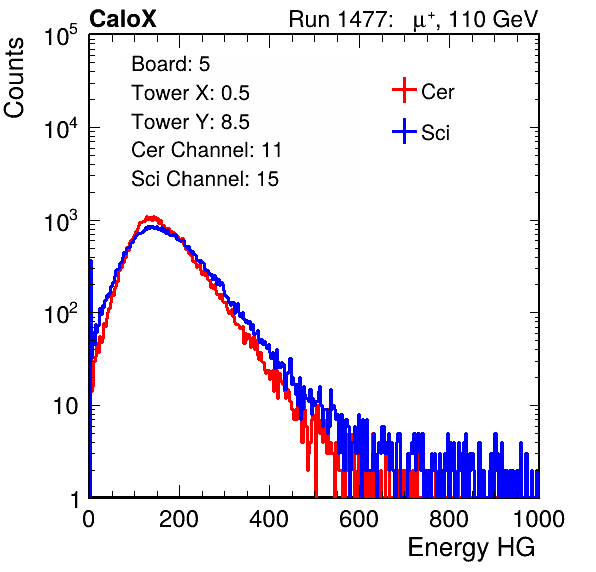 CaloX Run 1477: μ⁺, 110 GeV
Counts
10⁵
10⁴
10³
10²
10
1
Board: 5
Tower X: 0.5
Tower Y: 8.5
Cer Channel: 11
Sci Channel: 15
Cer
Sci
0 200 400 600 800 1000
Energy HG